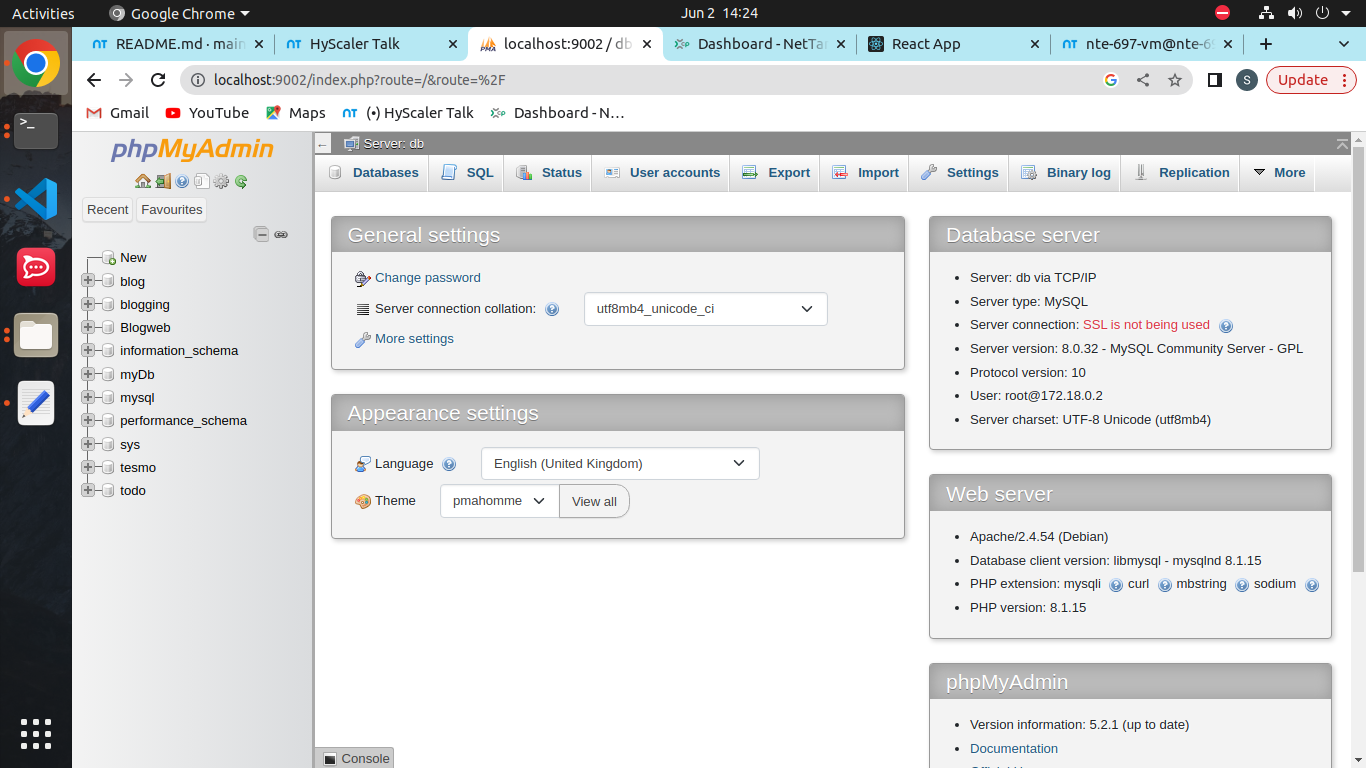 Activities Google Chrome Jun 2 14:24
README.md · main HyScaler Talk localhost:9002 / db Dashboard - NetTa React App nte-697-vm@nte-69
localhost:9002/index.php?route=/&route=%2F S Update
Gmail YouTube Maps (•) HyScaler Talk Dashboard - N…
phpMyAdmin
Recent Favourites
New
blog
blogging
Blogweb
information_schema
myDb
mysql
performance_schema
sys
tesmo
todo
Server: db
Databases SQL Status User accounts Export Import Settings Binary log Replication More
General settings
Change password
Server connection collation: utf8mb4_unicode_ci
More settings
Appearance settings
Language English (United Kingdom)
Theme pmahomme View all
Database server
Server: db via TCP/IP
Server type: MySQL
Server connection: SSL is not being used
Server version: 8.0.32 - MySQL Community Server - GPL
Protocol version: 10
User: root@172.18.0.2
Server charset: UTF-8 Unicode (utf8mb4)
Web server
Apache/2.4.54 (Debian)
Database client version: libmysql - mysqlnd 8.1.15
PHP extension: mysqli curl mbstring sodium
PHP version: 8.1.15
phpMyAdmin
Version information: 5.2.1 (up to date)
Documentation
Console